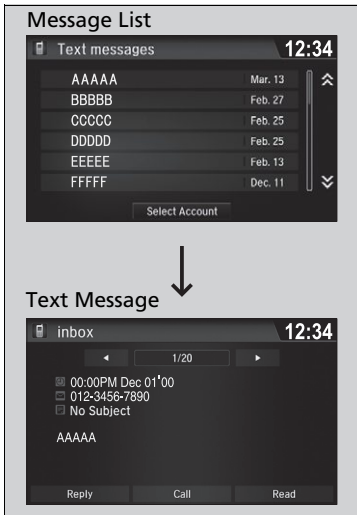 Message List
Text messages 12:34
AAAAA Mar. 13
BBBBB Feb. 27
CCCCC Feb. 25
DDDDD Feb. 25
EEEEE Feb. 13
FFFFF Dec. 11
Select Account
Text Message
inbox 12:34
1/20
00:00PM Dec 01'00
012-3456-7890
No Subject
AAAAA
Reply Call Read